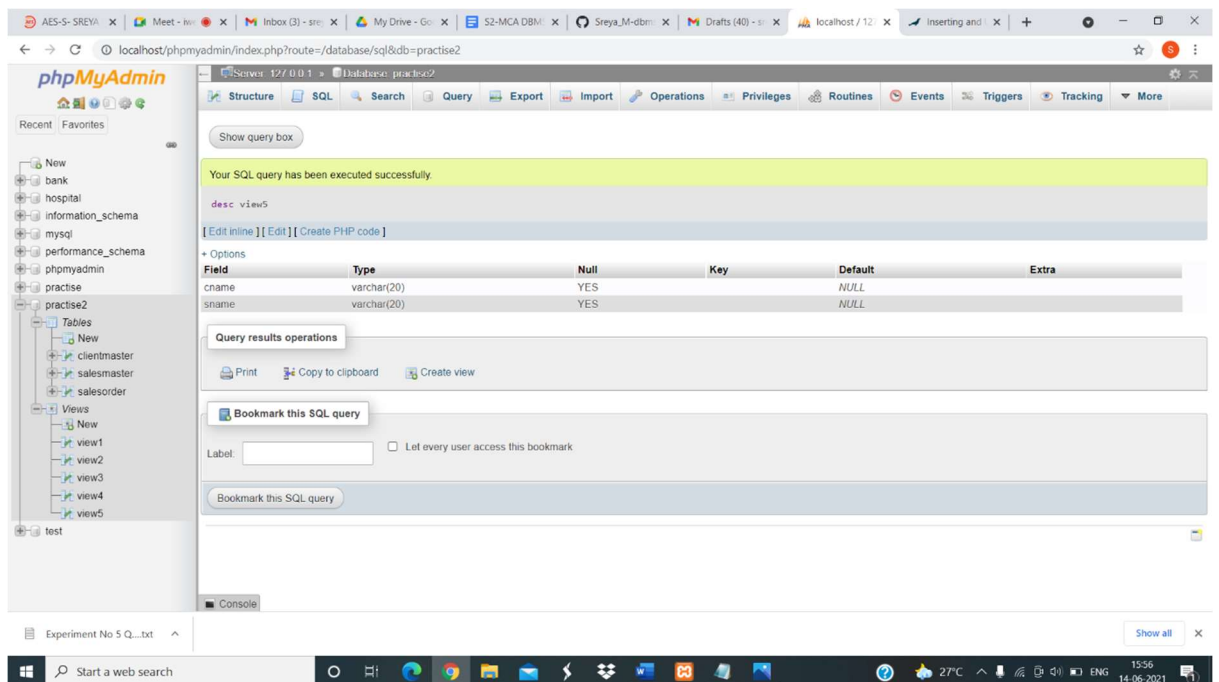 AES-S- SREYA
Meet - iwe
Inbox (3) - sre
My Drive - Go
S2-MCA DBM
Sreya_M-dbm
Drafts (40) - s
localhost / 12
Inserting and
localhost/phpmyadmin/index.php?route=/database/sql&db=practise2
S
phpMyAdmin
Recent Favorites
New
bank
hospital
information_schema
mysql
performance_schema
phpmyadmin
practise
practise2
Tables
New
clientmaster
salesmaster
salesorder
Views
New
view1
view2
view3
view4
view5
test
Server: 127.0.0.1 » Database: practise2
Structure SQL Search Query Export Import Operations Privileges Routines Events Triggers Tracking More
Show query box
Your SQL query has been executed successfully.
desc view5
[ Edit inline ] [ Edit ] [ Create PHP code ]
+ Options
Field Type Null Key Default Extra
cname varchar(20) YES NULL
sname varchar(20) YES NULL
Query results operations
Print Copy to clipboard Create view
Bookmark this SQL query
Label: Let every user access this bookmark
Bookmark this SQL query
Console
Experiment No 5 Q....txt
Show all
Start a web search
27°C ENG 15:56
14-06-2021